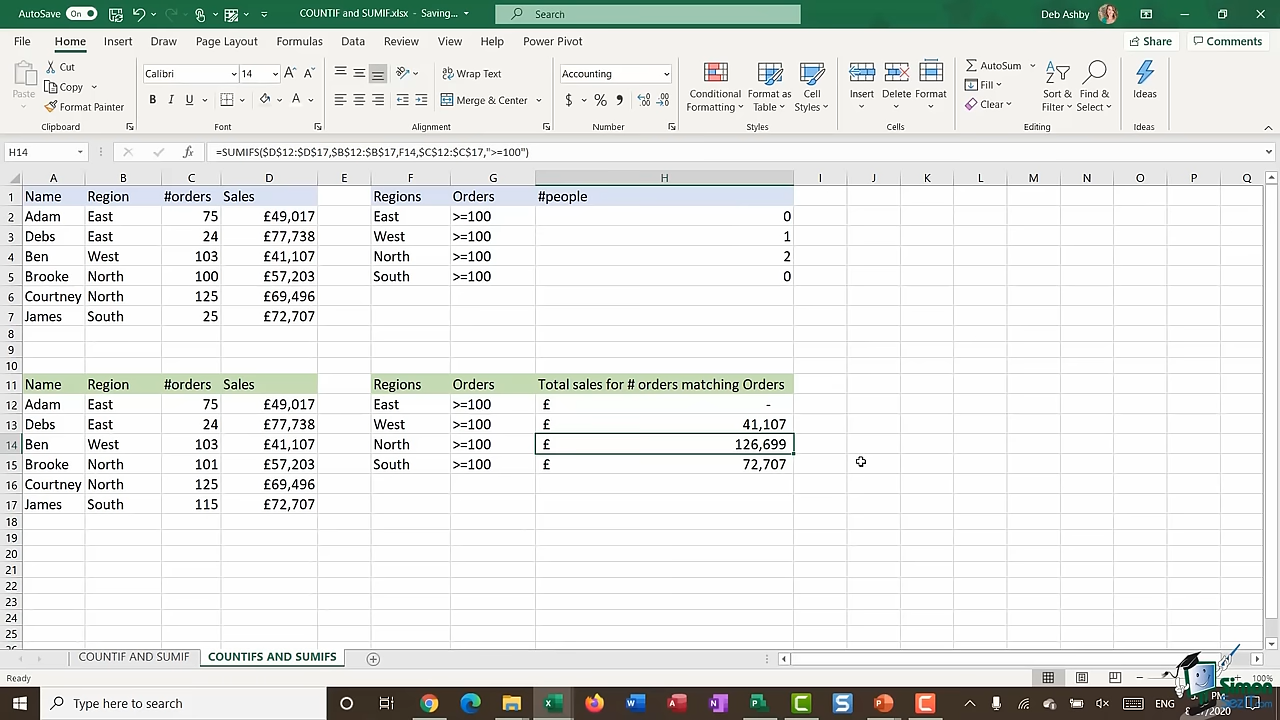 AutoSave On COUNTIF and SUMIF.xlsx - Saving... Search Deb Ashby
File Home Insert Draw Page Layout Formulas Data Review View Help Power Pivot Share Comments
Paste Cut Copy Format Painter Clipboard
Calibri 14 B I U A A A Font
Wrap Text Merge & Center Alignment
Accounting $ % , Number
Conditional Formatting Format as Table Cell Styles Styles
Insert Delete Format Cells
AutoSum Fill Clear Sort & Filter Find & Select Editing
Ideas Ideas
H14 fx =SUMIFS($D$12:$D$17,$B$12:$B$17,F14,$C$12:$C$17,">=100")
A B C D E F G H I J K L M N O P Q
1 Name Region #orders Sales Regions Orders #people
2 Adam East 75 £49,017 East >=100 0
3 Debs East 24 £77,738 West >=100 1
4 Ben West 103 £41,107 North >=100 2
5 Brooke North 100 £57,203 South >=100 0
6 Courtney North 125 £69,496
7 James South 25 £72,707
8
9
10
11 Name Region #orders Sales Regions Orders Total sales for # orders matching Orders
12 Adam East 75 £49,017 East >=100 £ -
13 Debs East 24 £77,738 West >=100 £ 41,107
14 Ben West 103 £41,107 North >=100 £ 126,699
15 Brooke North 101 £57,203 South >=100 £ 72,707
16 Courtney North 125 £69,496
17 James South 115 £72,707
18
19
20
21
22
23
24
25
COUNTIF AND SUMIF COUNTIFS AND SUMIFS
Ready 100%
Type here to search ENG PM